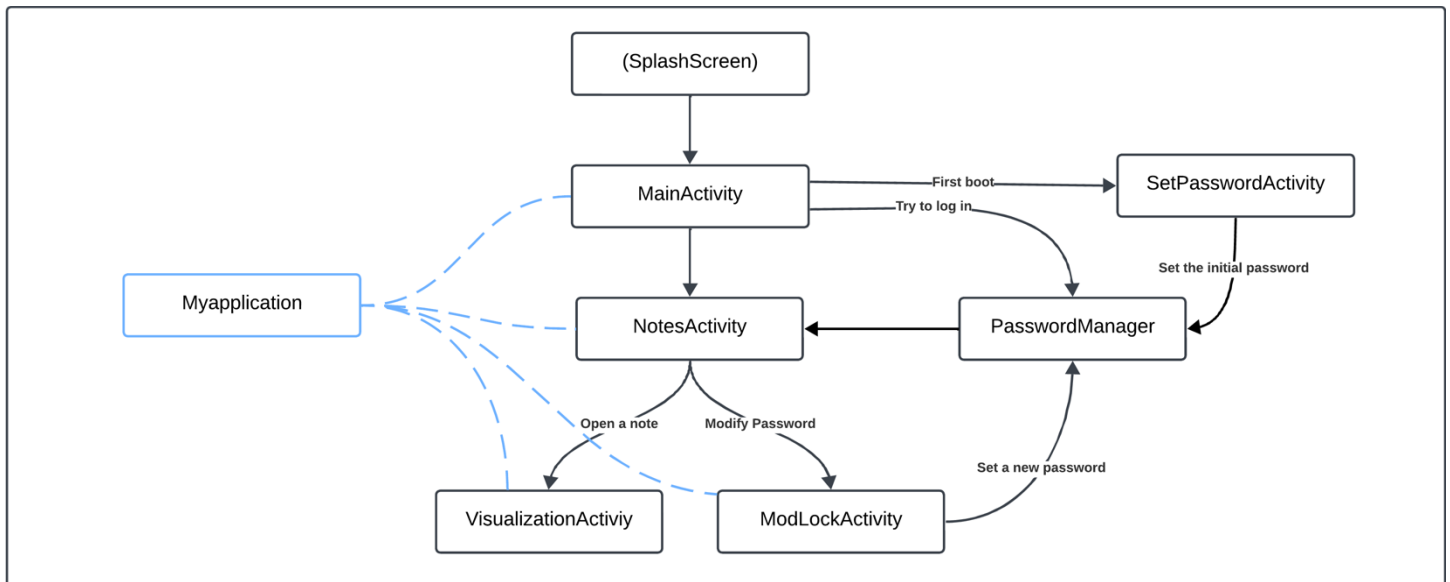 (SplashScreen)
MainActivity
First boot
SetPasswordActivity
Try to log in
Set the initial password
Myapplication
NotesActivity
PasswordManager
Open a note
Modify Password
Set a new password
VisualizationActiviy
ModLockActivity